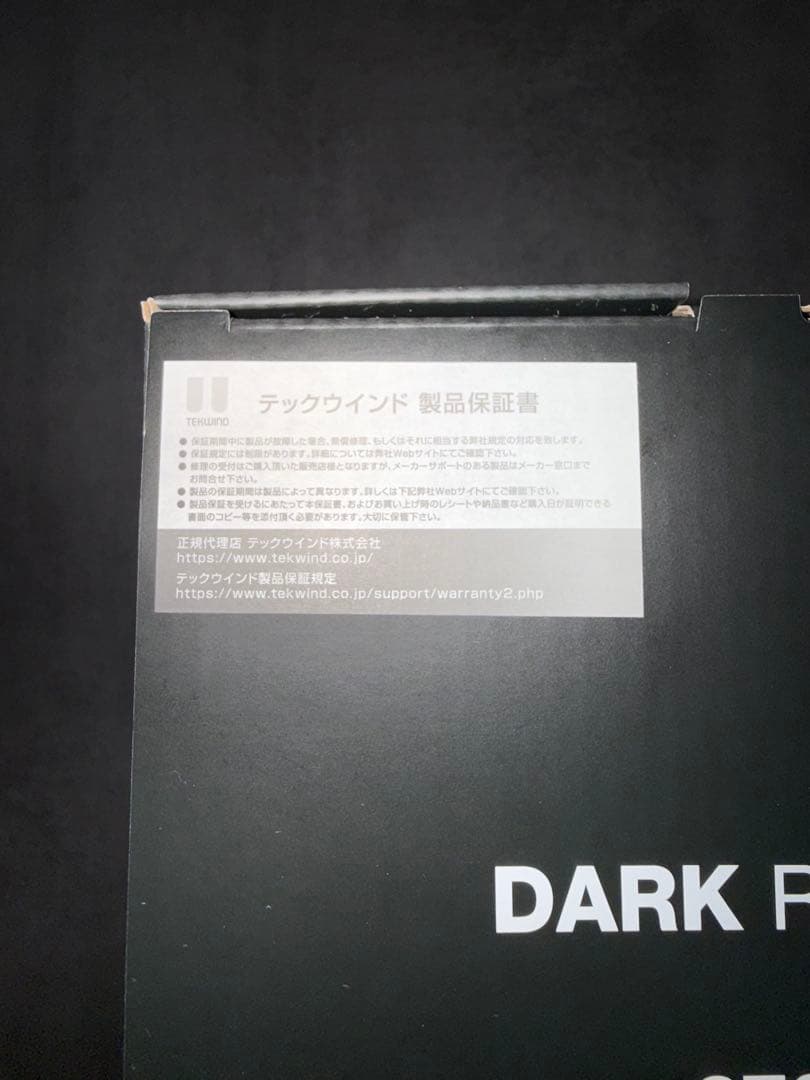 TEKWIND
テックウインド 製品保証書
● 保証期間中に製品が故障した場合、無償修理、もしくはそれに相当する弊社規定の対応を致します。
● 保証規定には制限があります。詳細については弊社Webサイトにてご確認下さい。
● 修理の受付はご購入頂いた販売店様となりますが、メーカーサポートのある製品はメーカー窓口まで
お問合せ下さい。
● 製品の保証期間は製品によって異なります。詳しくは下記弊社Webサイトにてご確認下さい。
● 製品保証を受けるにあたって本保証書、およびお買い上げ時のレシートや納品書など購入日が証明できる
書面のコピー等を添付頂く必要があります。大切に保管下さい。
正規代理店 テックウインド株式会社
https://www.tekwind.co.jp/
テックウインド製品保証規定
https://www.tekwind.co.jp/support/warranty2.php
DARK R